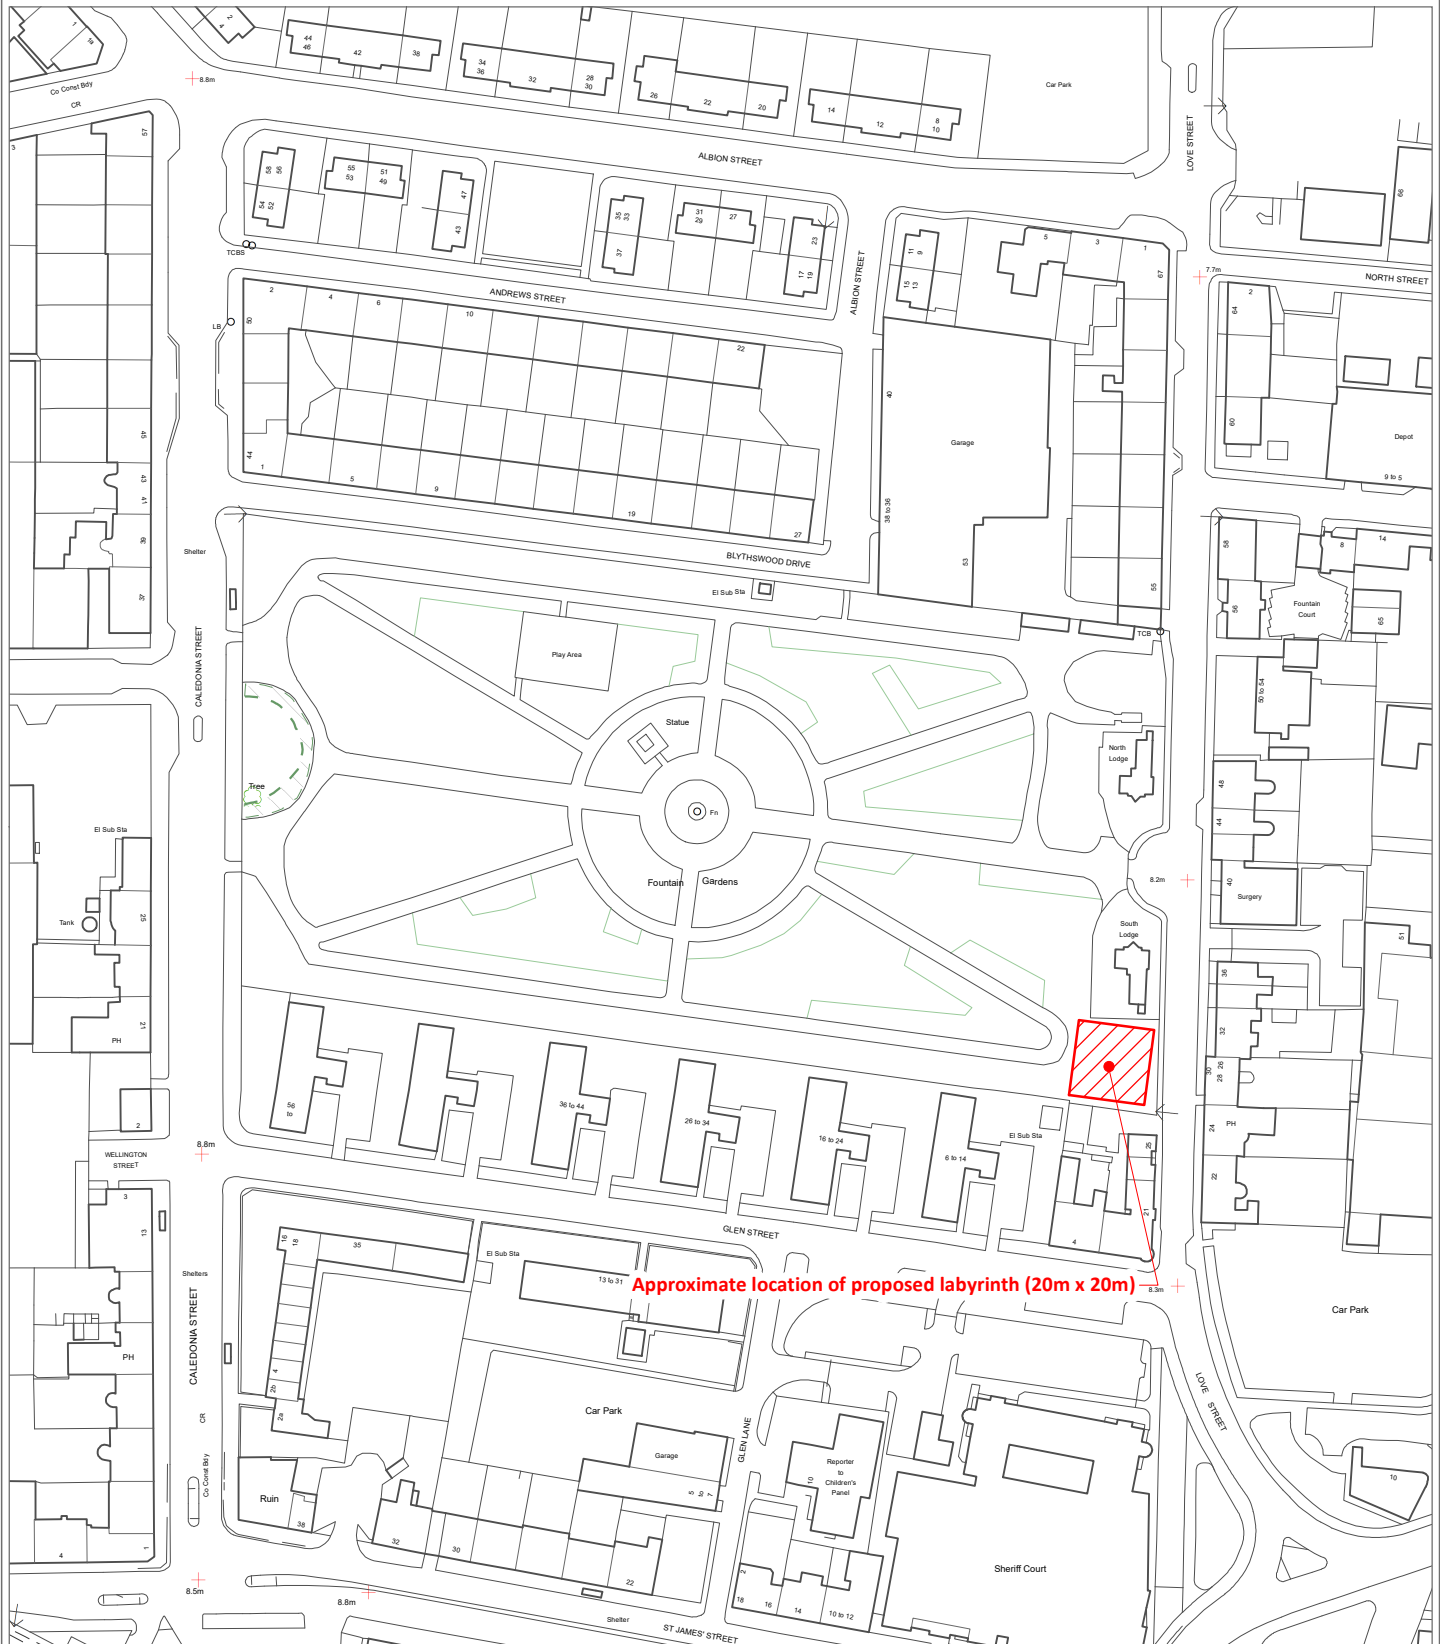 2
4
1
1a
Co Const Bdy
CR
8.8m
44
46
42
38
34
36
32
28
30
26
22
20
14
12
8
10
Car Park
LOVE STREET
ALBION STREET
3
57
58
56
54
52
55
53
51
49
47
43
TCBS
35
33
37
31
29
27
23
17
19
ALBION STREET
11
9
15
13
5
3
1
67
66
7.7m
NORTH STREET
ANDREWS STREET
2
4
6
10
22
LB
50
44
1
5
9
19
27
40
Garage
38 to 36
53
55
2
64
60
Depot
9 to 5
45
43
41
39
37
Shelter
BLYTHSWOOD DRIVE
El Sub Sta
TCB
58
56
8
14
Fountain
Court
65
CALEDONIA STREET
Play Area
Statue
50 to 54
North
Lodge
Tree
Fn
48
44
El Sub Sta
Tank
25
Fountain Gardens
8.2m
40
Surgery
South
Lodge
51
21
PH
36
32
30
28
26
24
PH
22
2
56
to
36 to 44
26 to 34
16 to 24
6 to 14
El Sub Sta
25
21
4
WELLINGTON
STREET
8.8m
3
13
GLEN STREET
16
18
35
El Sub Sta
13 to 31
Approximate location of proposed labyrinth (20m x 20m)
8.3m
Shelters
CALEDONIA STREET
PH
Car Park
4
2b
2a
CR
Co Const Bdy
Car Park
Garage
GLEN LANE
5
to
7
10
Reporter
to
Children's
Panel
LOVE STREET
10
Ruin
38
32
30
22
Sheriff Court
4
1
2
18
16
14
10 to 12
8.5m
8.8m
Shelter
ST JAMES' STREET